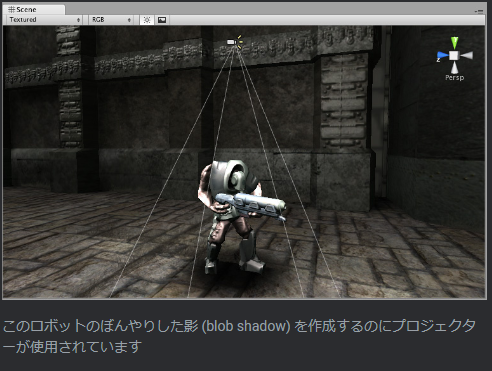 Scene
Textured
RGB
z
Persp
このロボットのぼんやりした影 (blob shadow) を作成するのにプロジェクタ
ーが使用されています